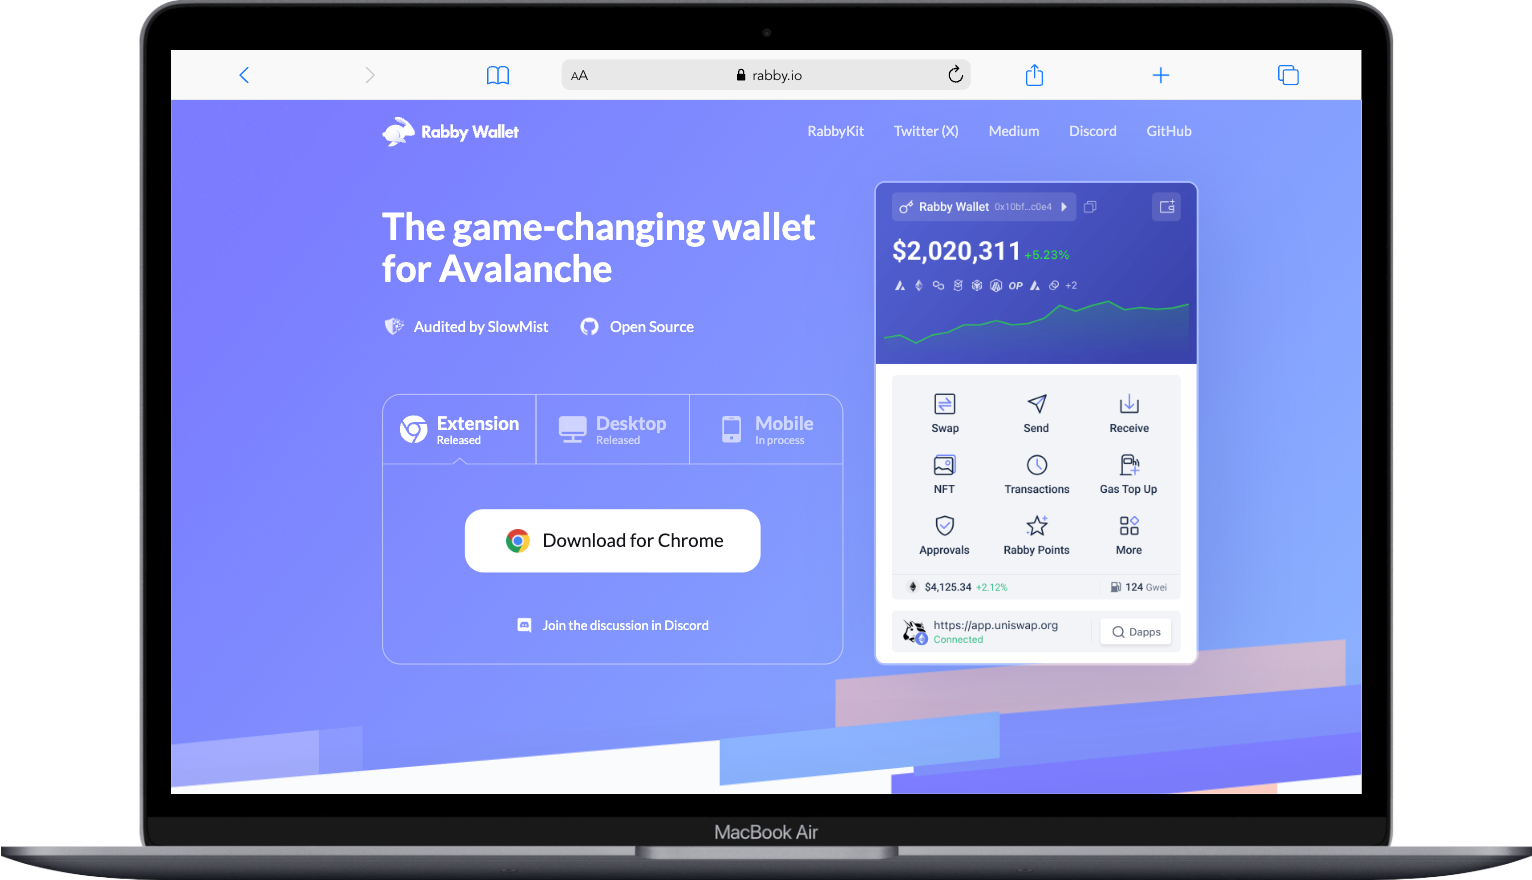 AA
rabby.io
Rabby Wallet
RabbyKit
Twitter (X)
Medium
Discord
GitHub
The game-changing wallet
for Avalanche
Audited by SlowMist
Open Source
Extension
Released
Desktop
Released
Mobile
In process
Download for Chrome
Join the discussion in Discord
Rabby Wallet 0x10bf...c0e4
$2,020,311 +5.23%
OP
+2
Swap
Send
Receive
NFT
Transactions
Gas Top Up
Approvals
Rabby Points
More
$4,125.34 +2.12%
124 Gwei
https://app.uniswap.org
Connected
Dapps
MacBook Air